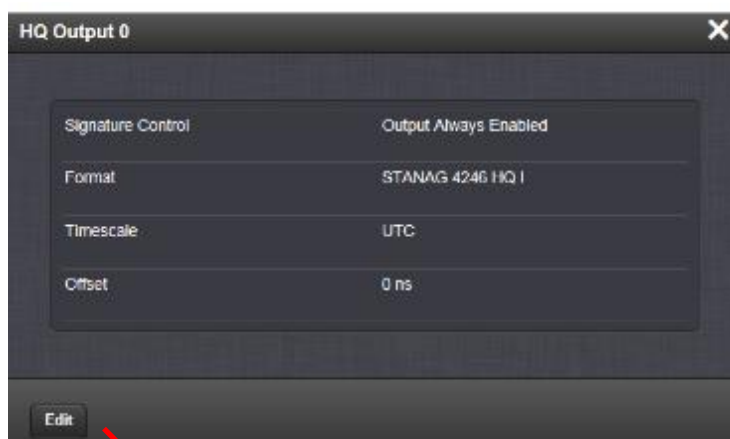 HQ Output 0
Signature Control Output Always Enabled
Format STANAG 4246 HQ I
Timescale UTC
Offset 0 ns
Edit